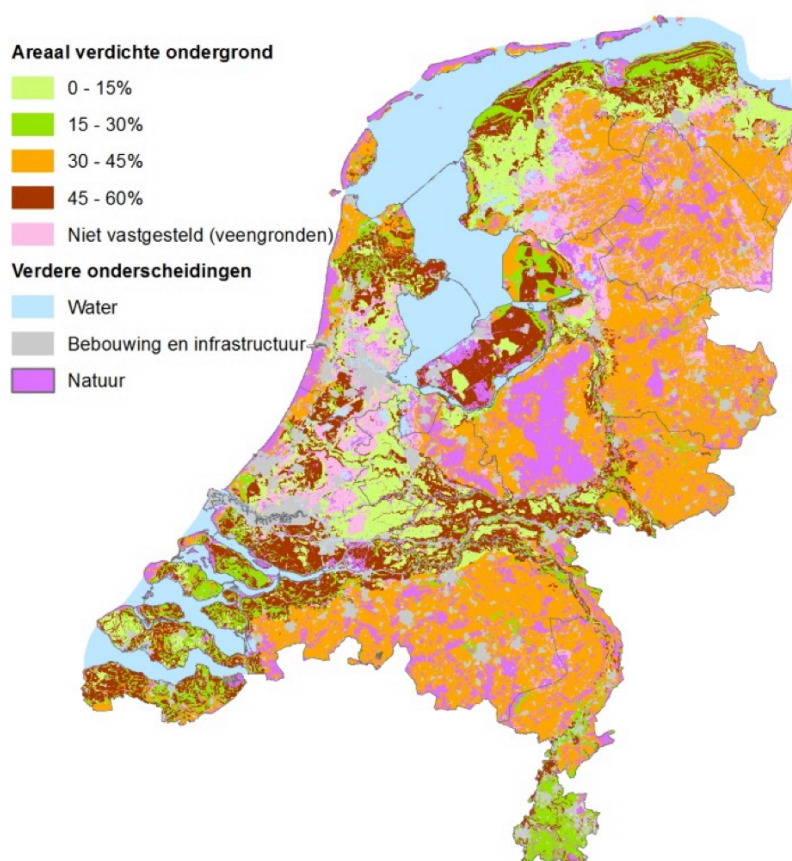 Areaal verdichte ondergrond
0 - 15%
15 - 30%
30 - 45%
45 - 60%
Niet vastgesteld (veengronden)
Verdere onderscheidingen
Water
Bebouwing en infrastructuur
Natuur